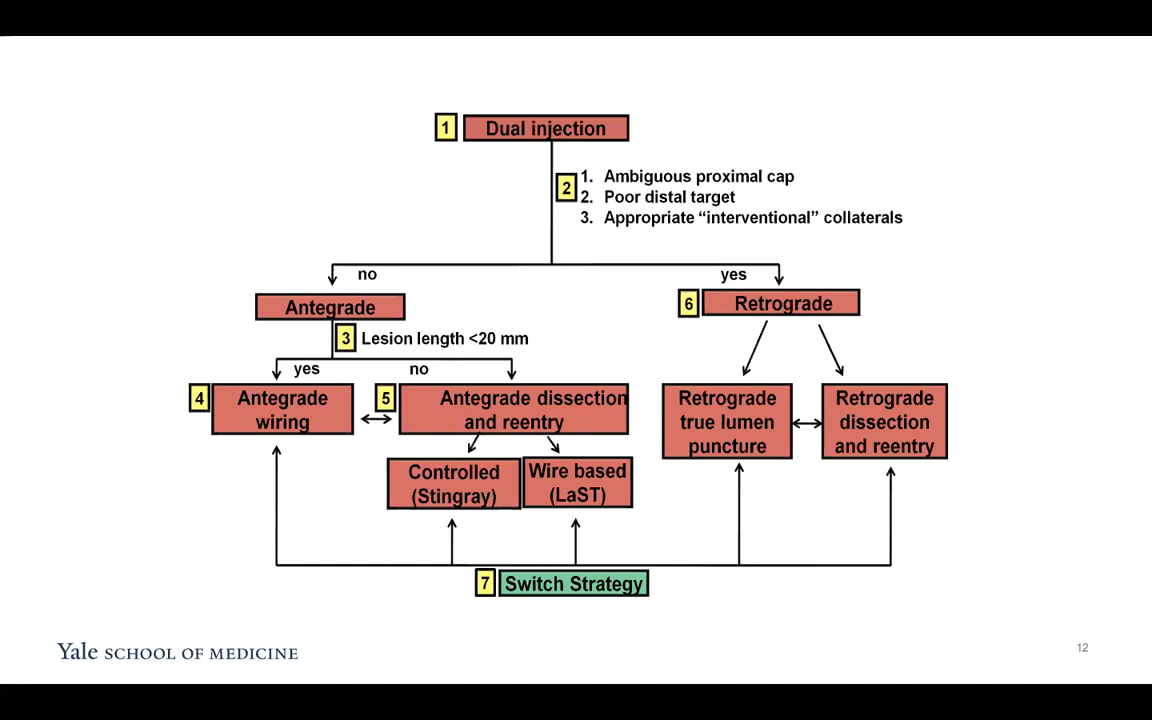 1 Dual injection
2
1. Ambiguous proximal cap
2. Poor distal target
3. Appropriate “interventional” collaterals
no
yes
Antegrade
6 Retrograde
3 Lesion length <20 mm
yes
no
4
Antegrade
wiring
5
Antegrade dissection
and reentry
Retrograde
true lumen
puncture
Retrograde
dissection
and reentry
Controlled
(Stingray)
Wire based
(LaST)
7 Switch Strategy
Yale SCHOOL OF MEDICINE
12